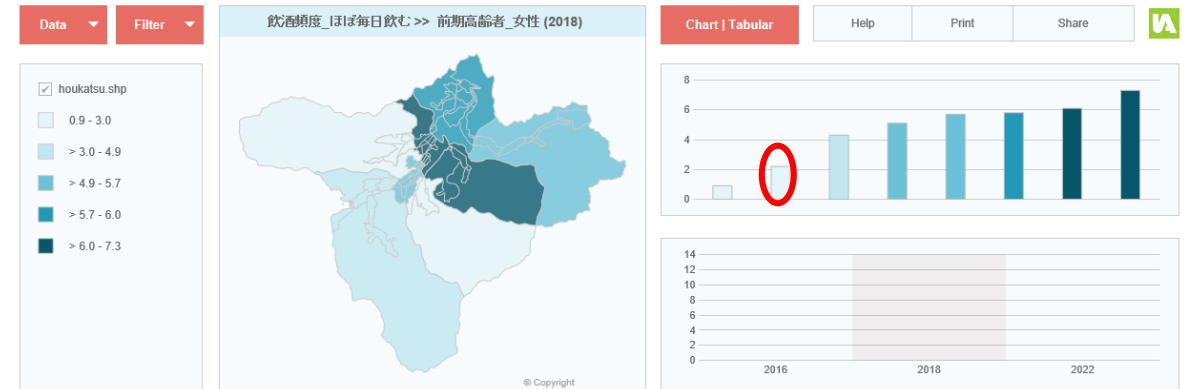 Data
Filter
飲酒頻度_ほぼ毎日飲む >> 前期高齢者_女性 (2018)
Chart | Tabular
Help
Print
Share
houkatsu.shp
0.9 - 3.0
> 3.0 - 4.9
> 4.9 - 5.7
> 5.7 - 6.0
> 6.0 - 7.3
© Copyright
8
6
4
2
0
14
12
10
8
6
4
2
0
2016
2018
2022